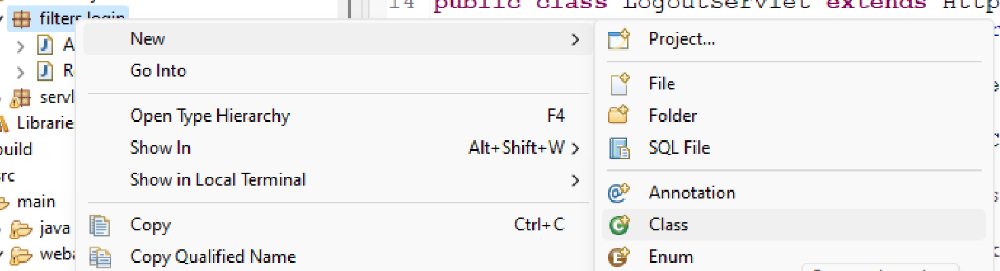 14 public class LogoutServlet extends Http
filters.login
New
Project...
A
Go Into
R
File
servl
Open Type Hierarchy F4
Folder
Librarie
Show In Alt+Shift+W
SQL File
build
Show in Local Terminal
src
Annotation
main
Copy Ctrl+C
Class
java
Copy Qualified Name
Enum
weba